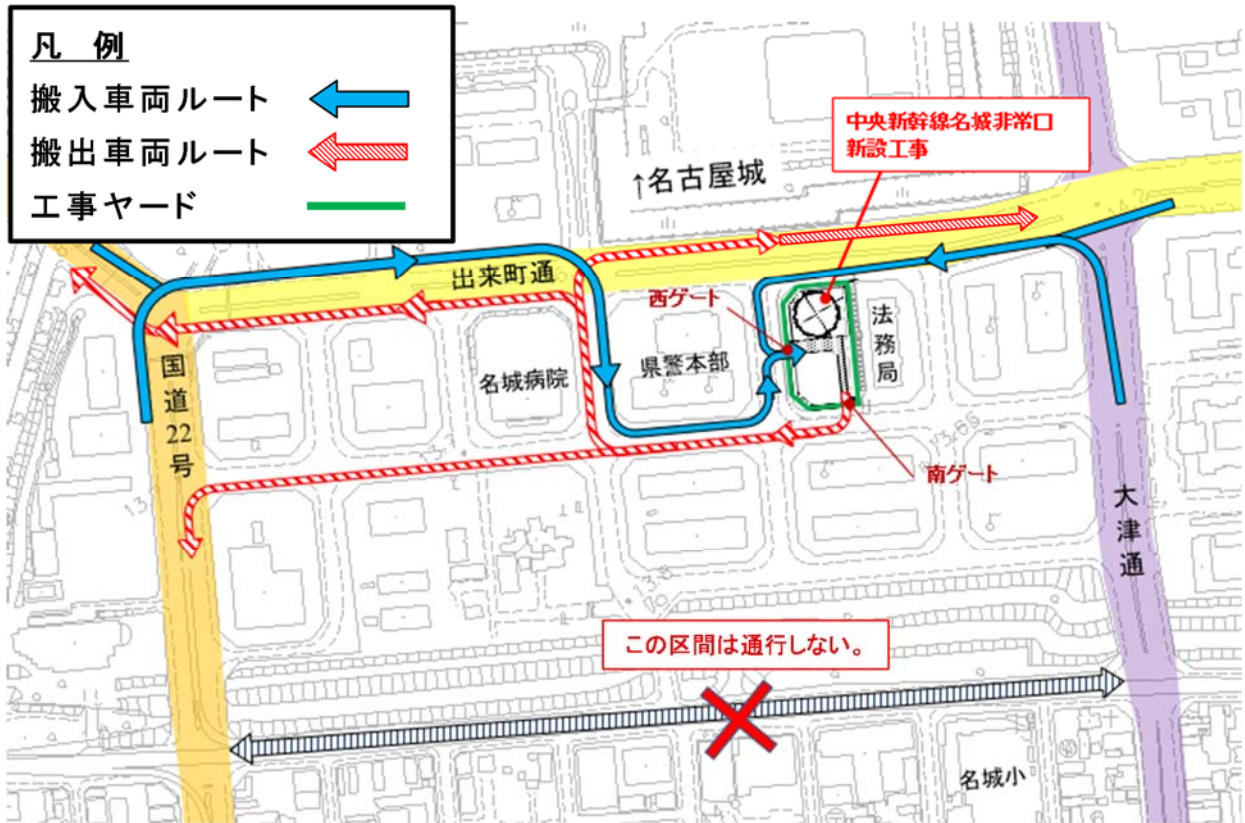 凡 例
搬入車両ルート
搬出車両ルート
工事ヤード
中央新幹線名城非常口
新設工事
↑名古屋城
出来町通
西ゲート
県警本部
法務局
名城病院
国道22号
南ゲート
大津通
この区間は通行しない。
名城小